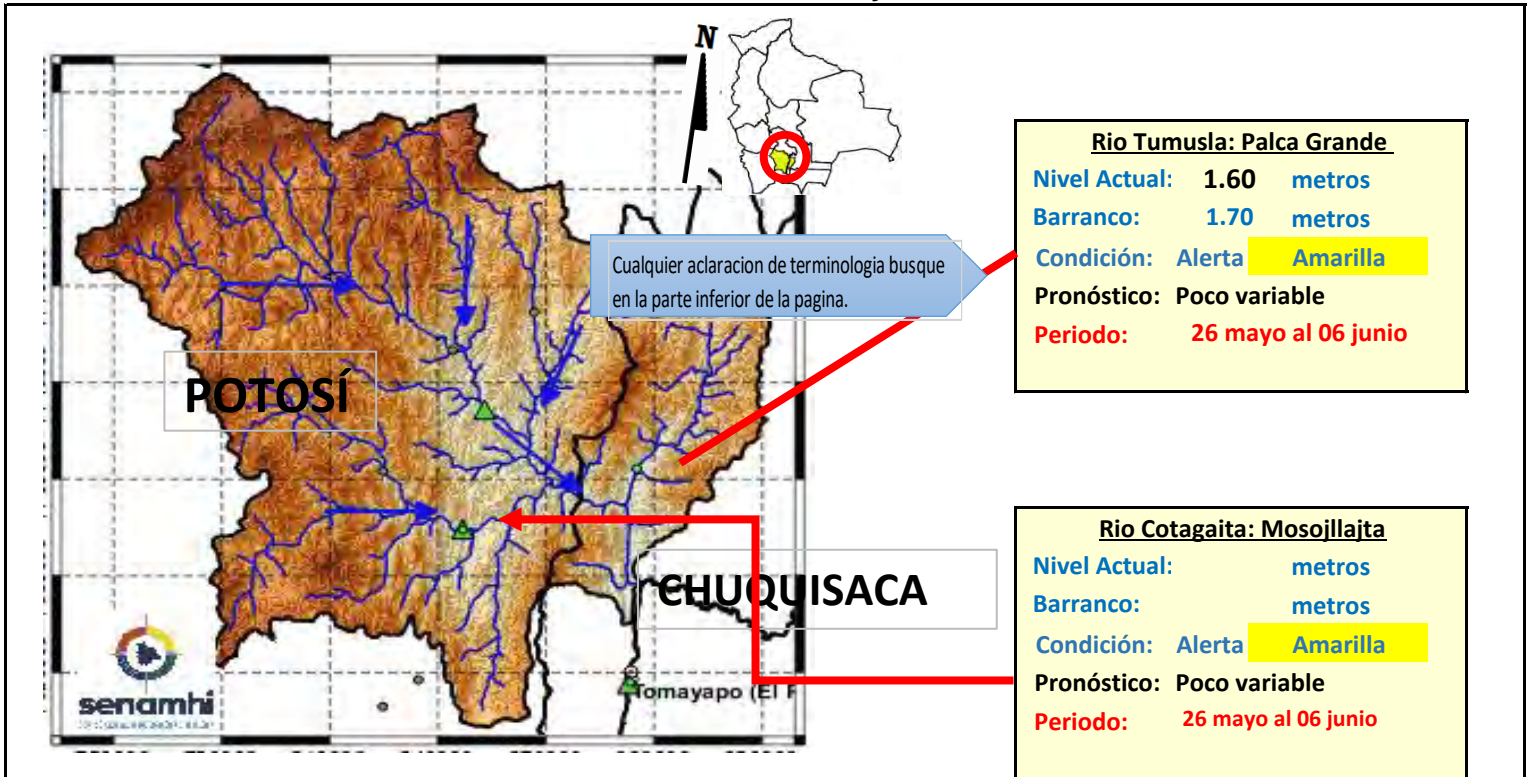 N
Cualquier aclaracion de terminologia busque
en la parte inferior de la pagina.
POTOSÍ
CHUQUISACA
Tomayapo (El
senamhi
Rio Tumusla: Palca Grande
Nivel Actual: 1.60 metros
Barranco: 1.70 metros
Condición: Alerta Amarilla
Pronóstico: Poco variable
Periodo: 26 mayo al 06 junio
Rio Cotagaita: Mosojllajta
Nivel Actual: metros
Barranco: metros
Condición: Alerta Amarilla
Pronóstico: Poco variable
Periodo: 26 mayo al 06 junio